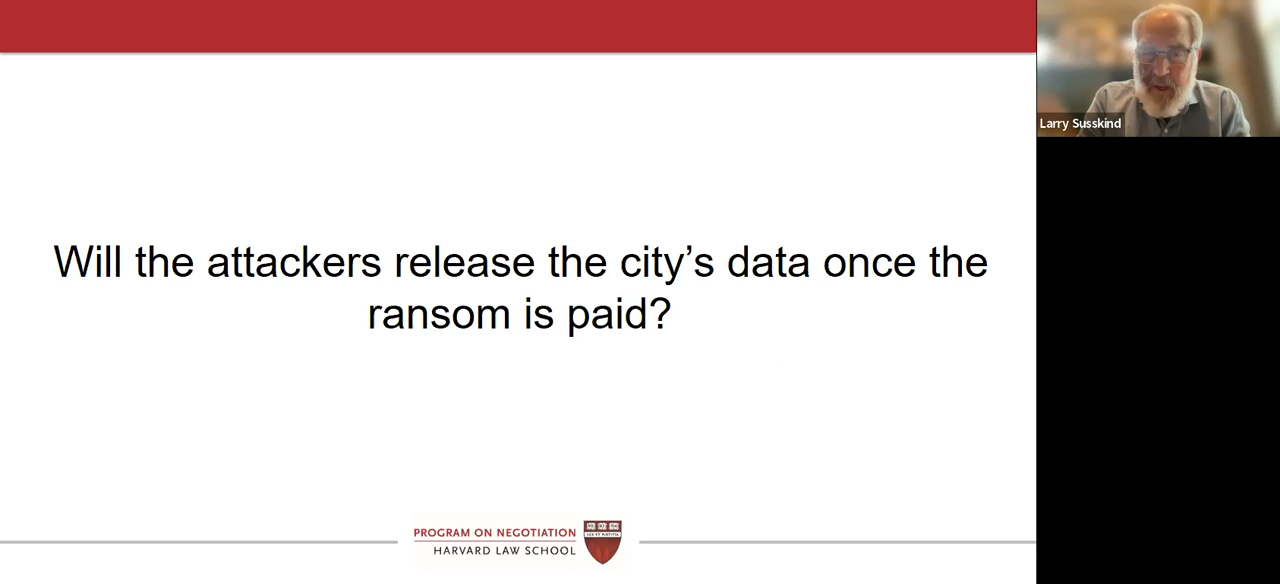 Larry Susskind
Will the attackers release the city’s data once the
ransom is paid?
PROGRAM ON NEGOTIATION
HARVARD LAW SCHOOL